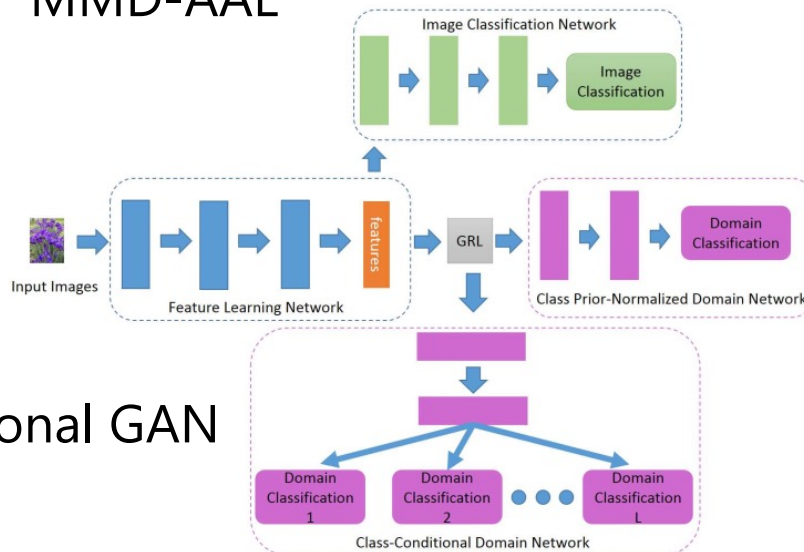 MMD-AAE
Image Classification Network
Image
Classification
features
GRL
Domain
Classification
Input Images
Feature Learning Network
Class Prior-Normalized Domain Network
onal GAN
Domain
Classification
1
Domain
Classification
2
Domain
Classification
L
Class-Conditional Domain Network